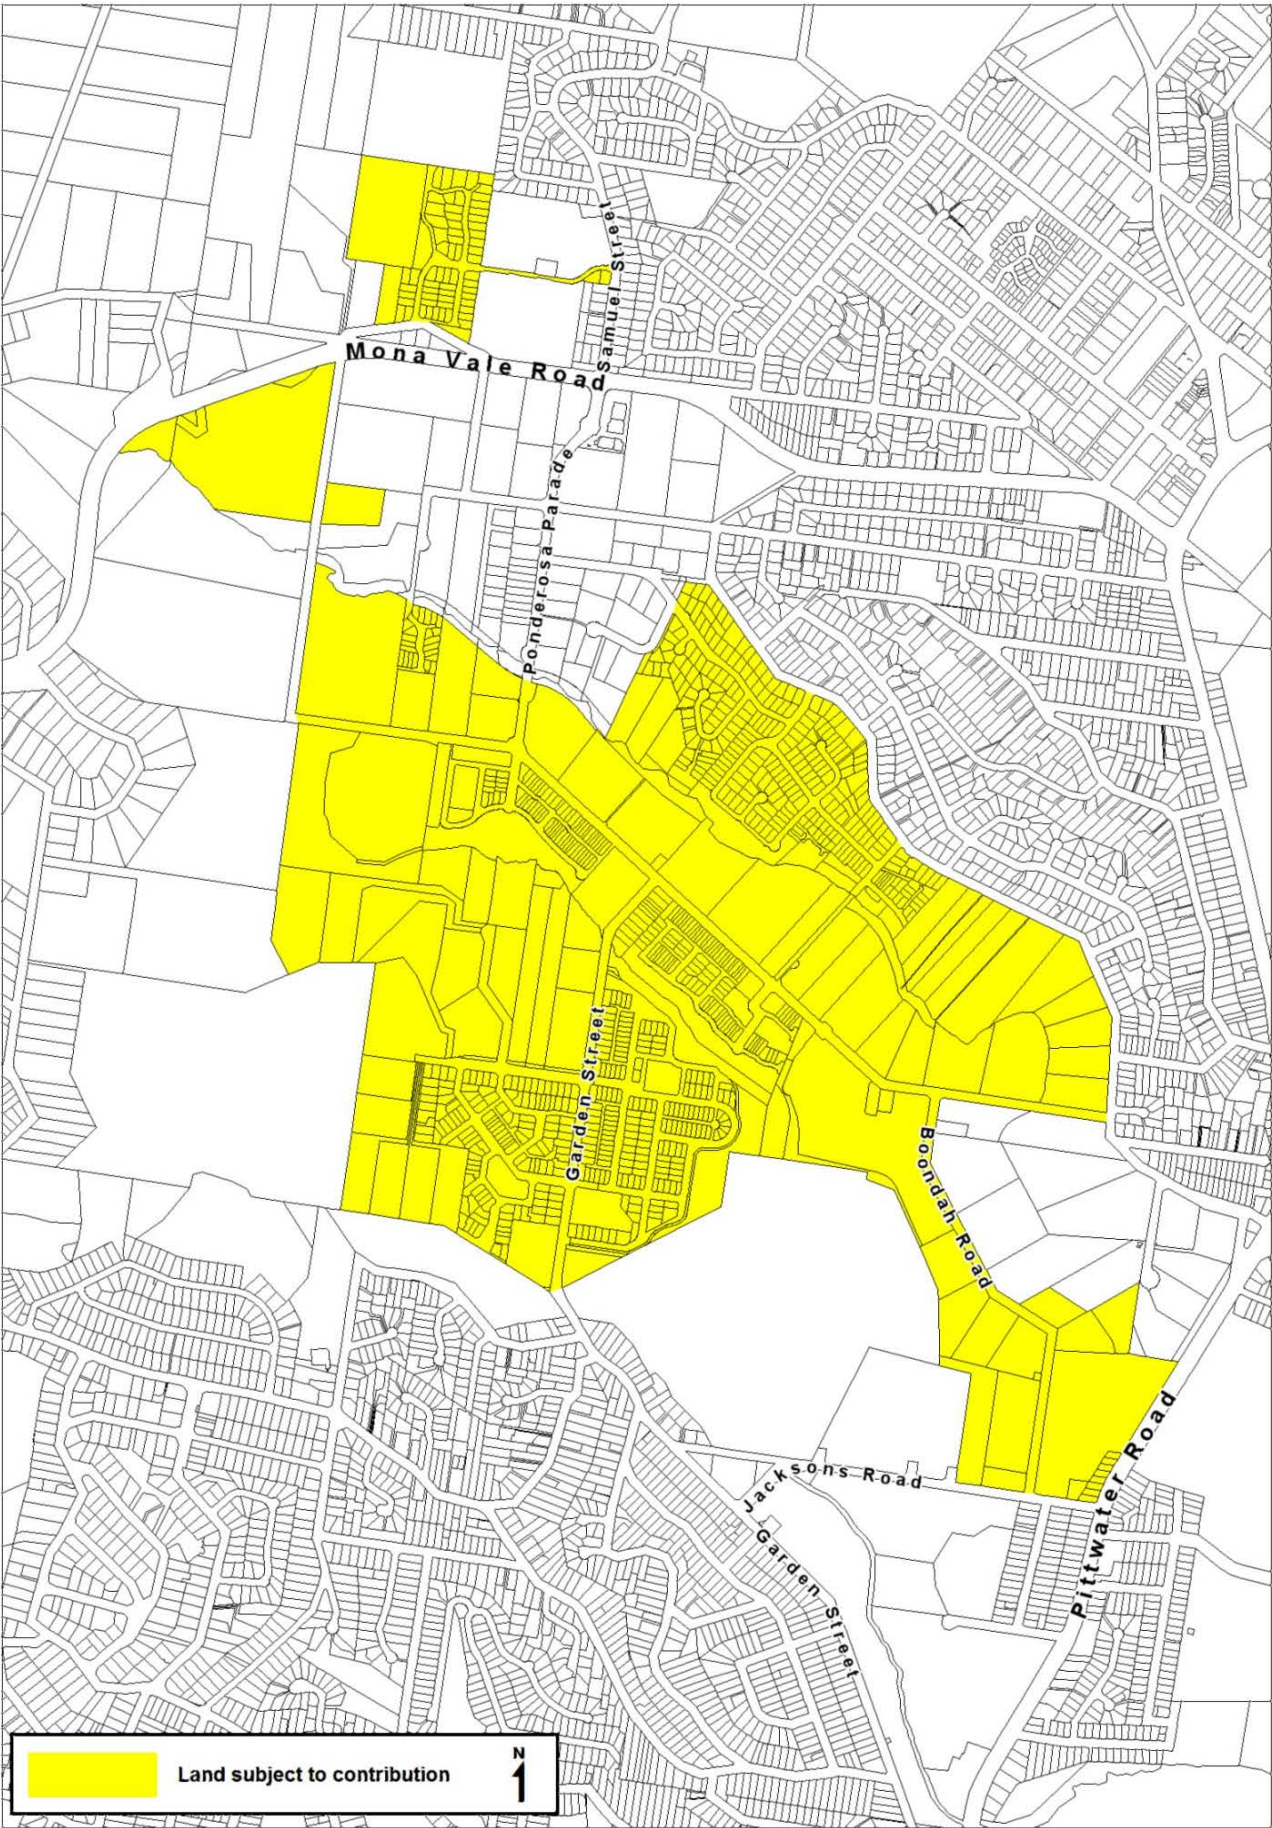 Samuel Street
Mona Vale Road
Ponderosa Parade
Garden Street
Boondah Road
Jacksons Road
Pittwater Road
Garden Street
Land subject to contribution
N